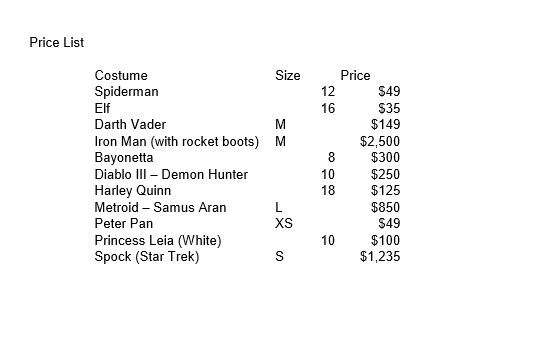 Price List
Costume Size Price
Spiderman 12 $49
Elf 16 $35
Darth Vader M $149
Iron Man (with rocket boots) M $2,500
Bayonetta 8 $300
Diablo III – Demon Hunter 10 $250
Harley Quinn 18 $125
Metroid – Samus Aran L $850
Peter Pan XS $49
Princess Leia (White) 10 $100
Spock (Star Trek) S $1,235